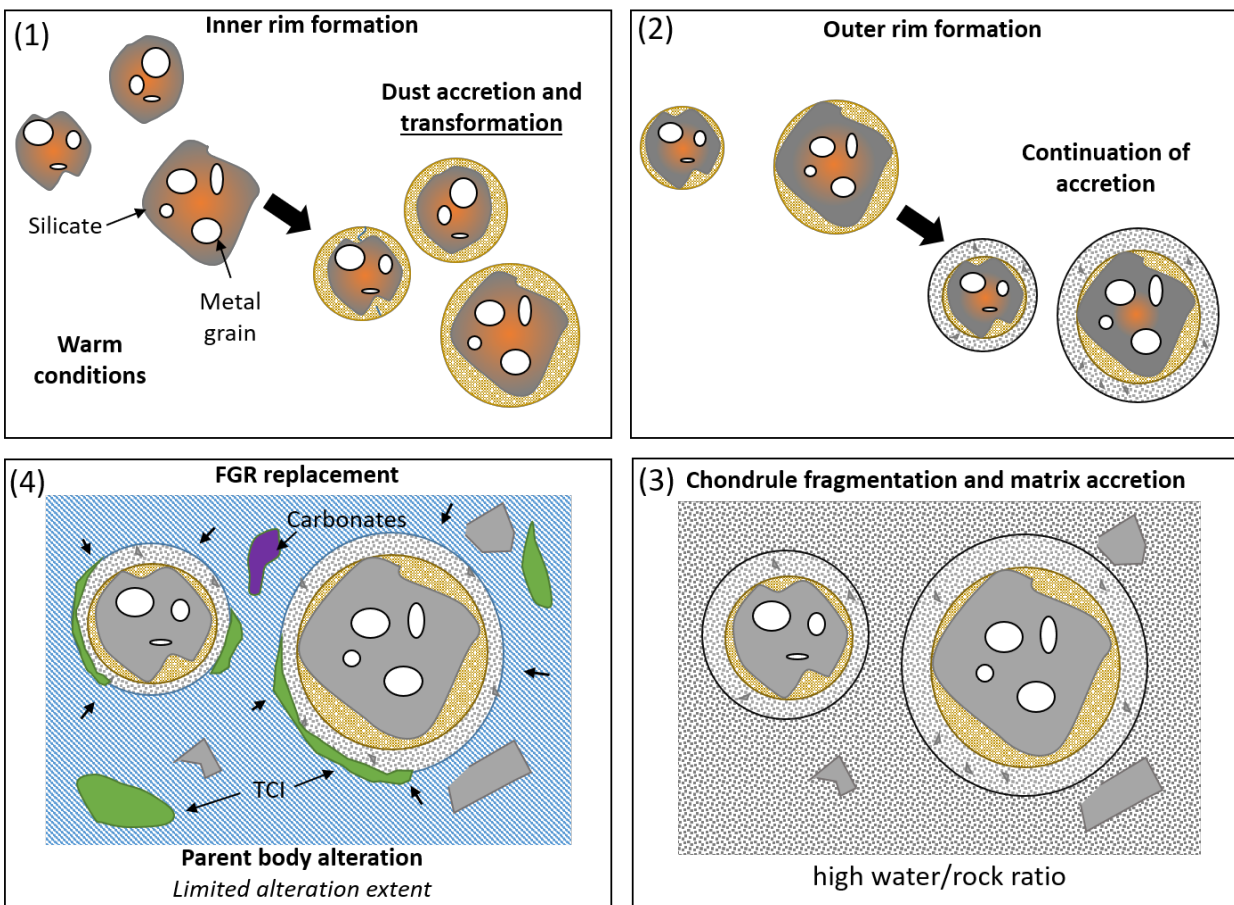 (1)
Inner rim formation
Dust accretion and
transformation
Silicate
Metal
grain
Warm
conditions
(2)
Outer rim formation
Continuation of
accretion
(3)
Chondrule fragmentation and matrix accretion
high water/rock ratio
(4)
FGR replacement
Carbonates
TCI
Parent body alteration
Limited alteration extent